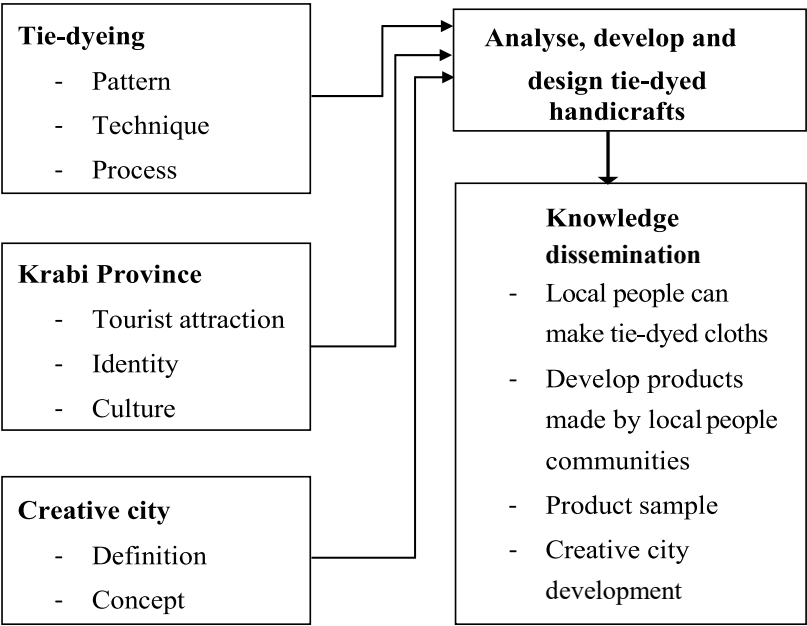 Tie-dyeing
- Pattern
- Technique
- Process
Krabi Province
- Tourist attraction
- Identity
- Culture
Creative city
- Definition
- Concept
Analyse, develop and
design tie-dyed
handicrafts
Knowledge
dissemination
- Local people can
make tie-dyed cloths
- Develop products
made by local people
communities
- Product sample
- Creative city
development